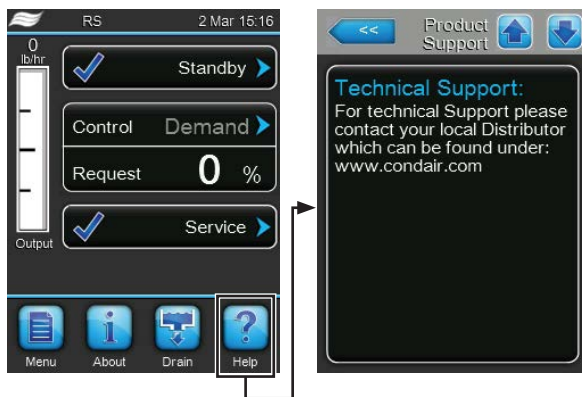 RS 2 Mar 15:16
0
lb/hr
Standby
Control Demand
Request 0 %
Service
Output
Menu About Drain Help
<< Product
Support
Technical Support:
For technical Support please
contact your local Distributor
which can be found under:
www.condair.com